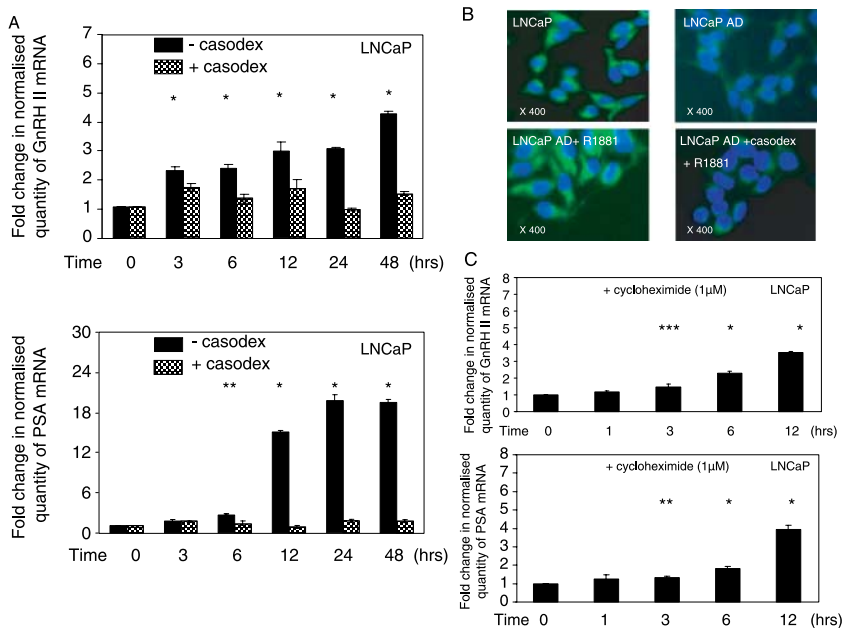 A
Fold change in normalised
quantity of GnRH II mRNA
7
6
5
4
3
2
1
0
- casodex
+ casodex
LNCaP
* * * * *
Time 0 3 6 12 24 48 (hrs)
Fold change in normalised
quantity of PSA mRNA
30
24
18
12
6
0
- casodex
+ casodex
LNCaP
** * * *
Time 0 3 6 12 24 48 (hrs)
B
LNCaP
X 400
LNCaP AD
X 400
LNCaP AD+ R1881
X 400
LNCaP AD +casodex
+ R1881
X 400
C
Fold change in normalised
quantity of GnRH II mRNA
8
7
6
5
4
3
2
1
0
+ cycloheximide (1μM)
LNCaP
*** * *
Time 0 1 3 6 12 (hrs)
Fold change in normalised
quantity of PSA mRNA
8
7
6
5
4
3
2
1
0
+ cycloheximide (1μM)
LNCaP
** * *
Time 0 1 3 6 12 (hrs)